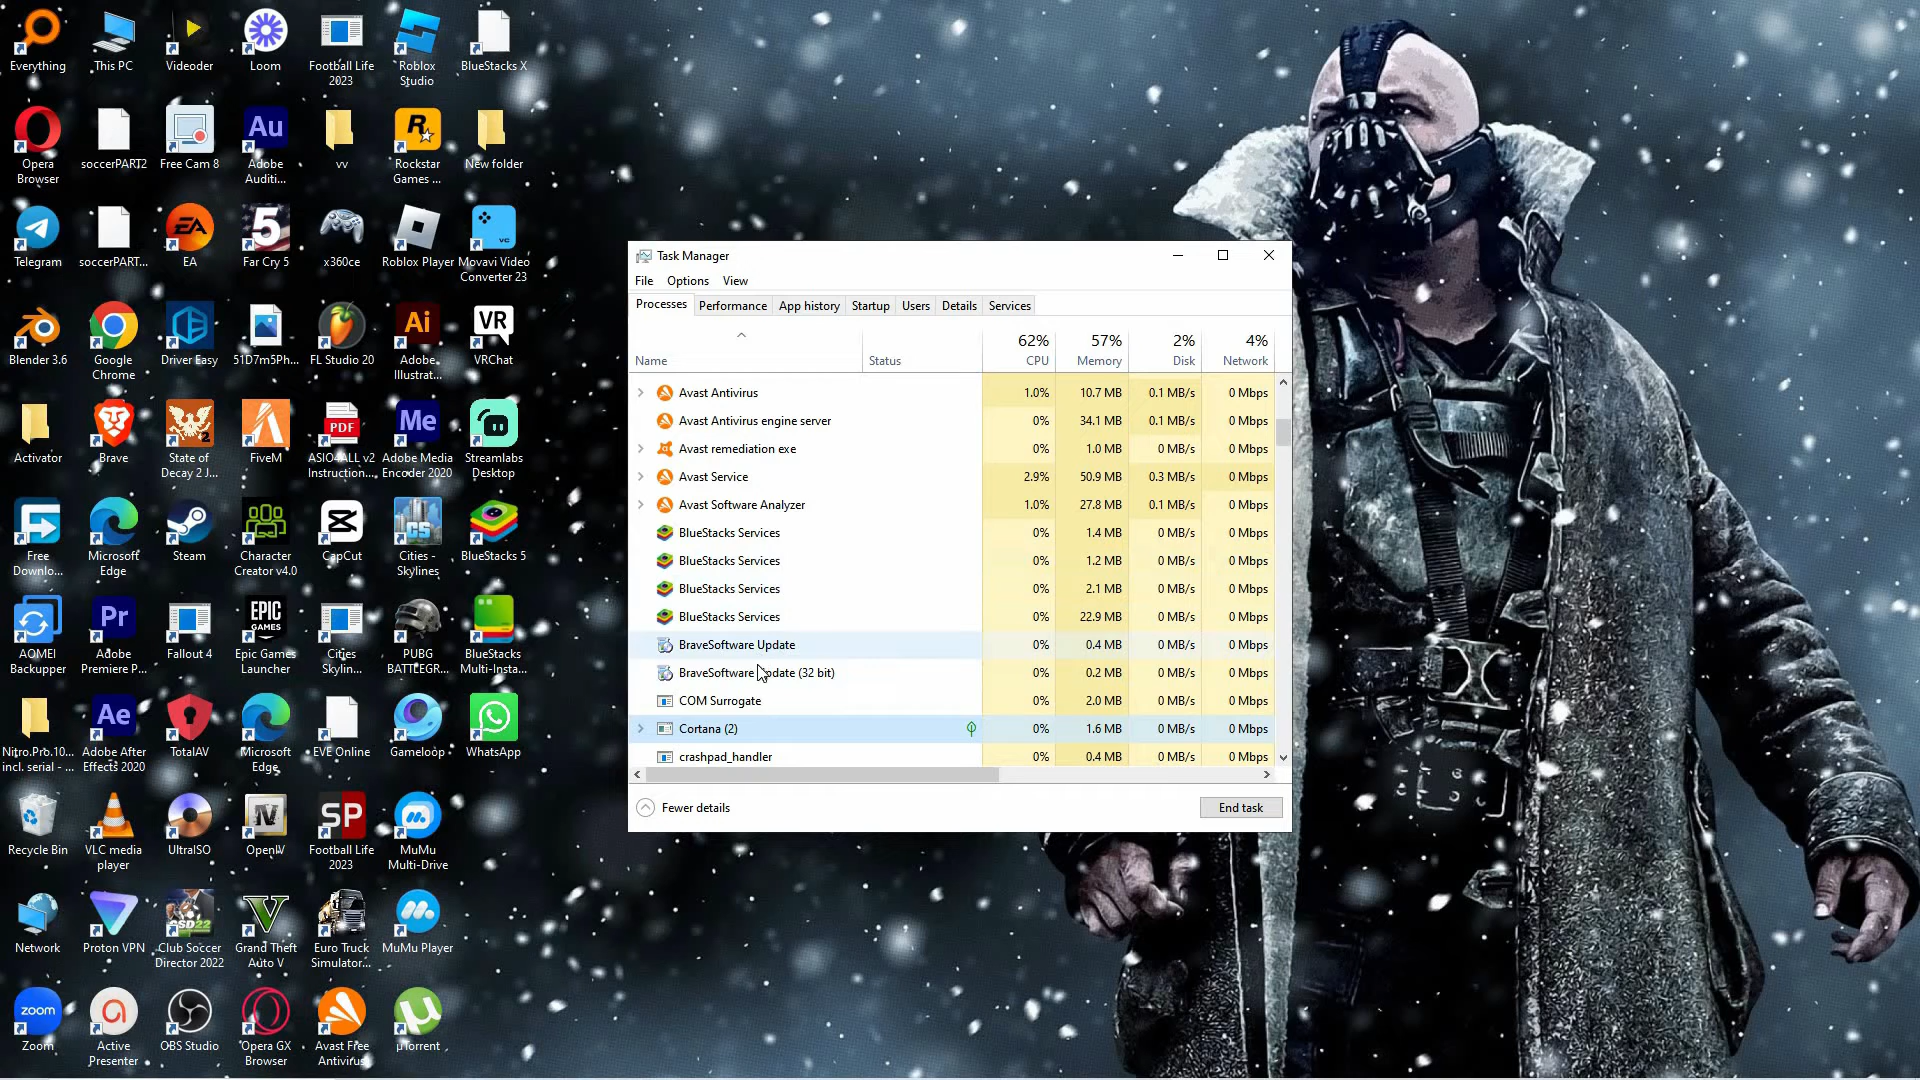 Everything
This PC
Videoder
Loom
Football Life
2023
Roblox
Studio
BlueStacks X
Opera
Browser
soccerPART2
Free Cam 8
Au
Adobe
Auditi...
vv
R
Rockstar
Games ...
New folder
Telegram
soccerPART...
EA
EA
5
Far Cry 5
x360ce
Roblox Player
vc
Movavi Video
Converter 23
Blender 3.6
Google
Chrome
Driver Easy
51D7m5Ph...
FL Studio 20
Ai
Adobe
Illustrat...
VR
VRChat
Activator
Brave
2
State of
Decay 2 J...
FiveM
PDF
ASIO4ALL v2
Instruction...
Me
Adobe Media
Encoder 2020
Streamlabs
Desktop
Free
Downlo...
Microsoft
Edge
Steam
Character
Creator v4.0
CapCut
CS
Cities -
Skylines
BlueStacks 5
AOMEI
Backupper
Pr
Adobe
Premiere P...
Fallout 4
EPIC
GAMES
Epic Games
Launcher
Cities
Skylin...
PUBG
BATTLEGR...
BlueStacks
Multi-Insta...
Nitro.Pro.10...
incl. serial - ...
Ae
Adobe After
Effects 2020
TotalAV
Microsoft
Edge
EVE Online
Gameloop
WhatsApp
Recycle Bin
VLC media
player
UltraISO
N
OpenIV
SP
Football Life
2023
MuMu
Multi-Drive
Network
Proton VPN
CSD22
Club Soccer
Director 2022
V
Grand Theft
Auto V
Euro Truck
Simulator...
MuMu Player
zoom
Zoom
Active
Presenter
OBS Studio
Opera GX
Browser
Avast Free
Antivirus
µTorrent
Task Manager
File Options View
Processes Performance App history Startup Users Details Services
62% 57% 2% 4%
Name Status CPU Memory Disk Network
Avast Antivirus 1.0% 10.7 MB 0.1 MB/s 0 Mbps
Avast Antivirus engine server 0% 34.1 MB 0.1 MB/s 0 Mbps
Avast remediation exe 0% 1.0 MB 0 MB/s 0 Mbps
Avast Service 2.9% 50.9 MB 0.3 MB/s 0 Mbps
Avast Software Analyzer 1.0% 27.8 MB 0.1 MB/s 0 Mbps
BlueStacks Services 0% 1.4 MB 0 MB/s 0 Mbps
BlueStacks Services 0% 1.2 MB 0 MB/s 0 Mbps
BlueStacks Services 0% 2.1 MB 0 MB/s 0 Mbps
BlueStacks Services 0% 22.9 MB 0 MB/s 0 Mbps
BraveSoftware Update 0% 0.4 MB 0 MB/s 0 Mbps
BraveSoftware Update (32 bit) 0% 0.2 MB 0 MB/s 0 Mbps
COM Surrogate 0% 2.0 MB 0 MB/s 0 Mbps
Cortana (2) 0% 1.6 MB 0 MB/s 0 Mbps
crashpad_handler 0% 0.4 MB 0 MB/s 0 Mbps
Fewer details
End task